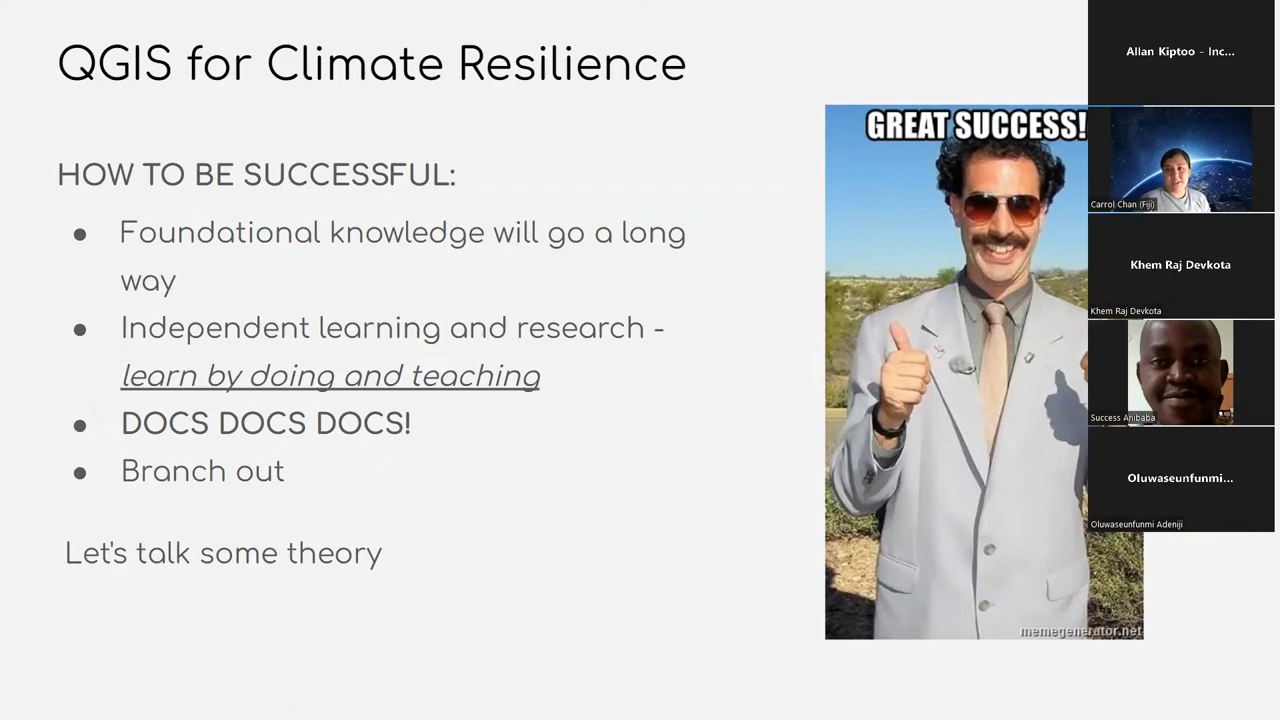 QGIS for Climate Resilience
HOW TO BE SUCCESSFUL:
● Foundational knowledge will go a long
way
● Independent learning and research -
learn by doing and teaching
● DOCS DOCS DOCS!
● Branch out
Let's talk some theory
GREAT SUCCESS!
memegenerator.net
Allan Kiptoo - Inc...
Carrol Chan (Fiji)
Khem Raj Devkota
Khem Raj Devkota
Success Anibaba
Oluwaseunfunmi...
Oluwaseunfunmi Adeniji